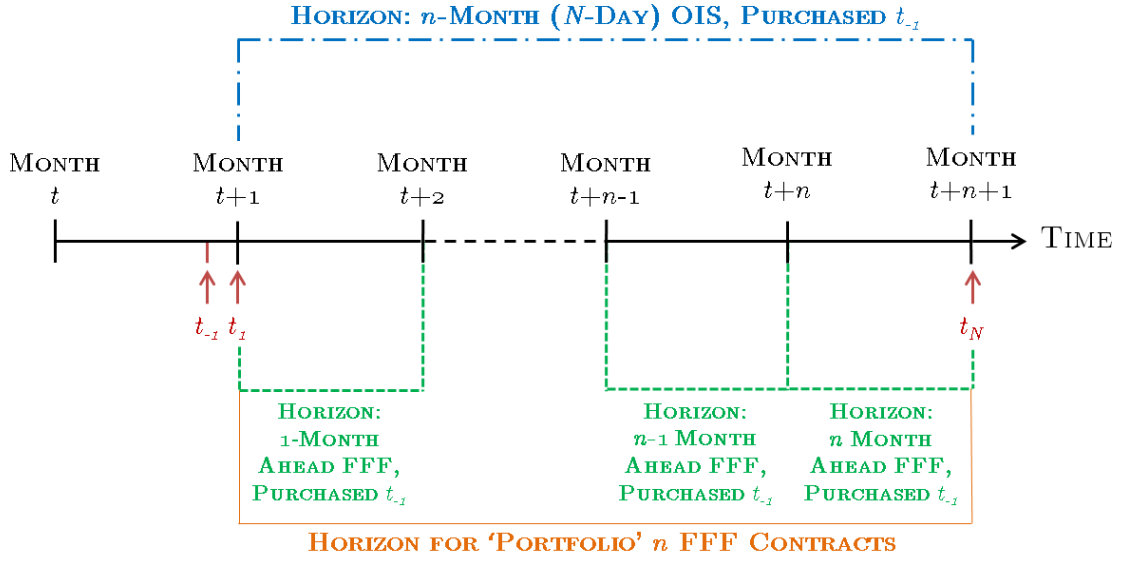 Horizon: n-Month (N-Day) OIS, Purchased t₋₁
Month Month Month Month Month Month
t t+1 t+2 t+n-1 t+n t+n+1
Time
t₋₁ t₁ t_N
Horizon:
1-Month
Ahead FFF,
Purchased t₋₁
Horizon:
n-1 Month
Ahead FFF,
Purchased t₋₁
Horizon:
n Month
Ahead FFF,
Purchased t₋₁
Horizon for ‘Portfolio’ n FFF Contracts